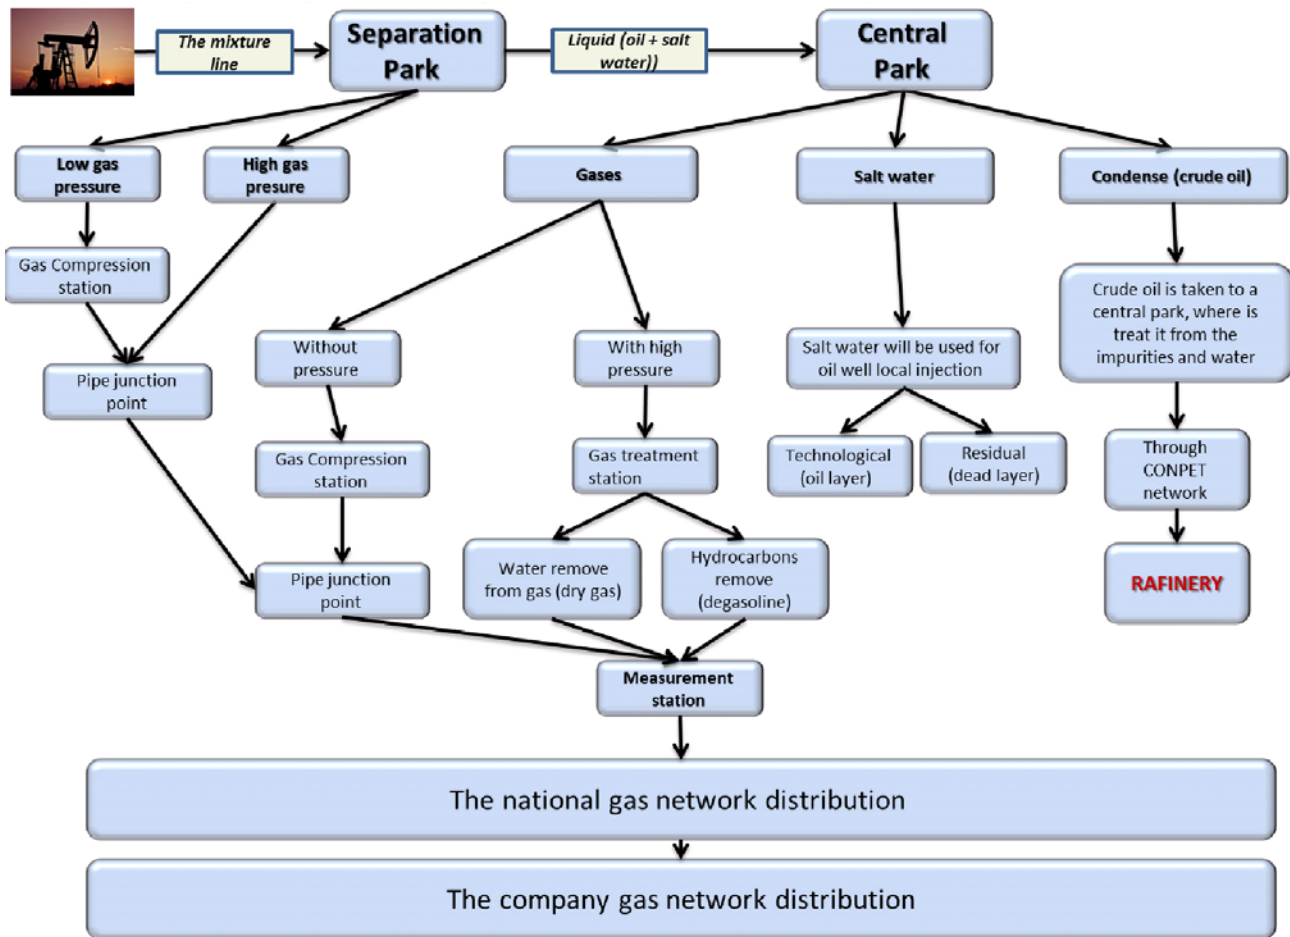 The mixture
line
Separation
Park
Liquid (oil + salt
water))
Central
Park
Low gas
pressure
High gas
presure
Gases
Salt water
Condense (crude oil)
Gas Compression
station
Crude oil is taken to a
central park, where is
treat it from the
impurities and water
Without
pressure
With high
pressure
Salt water will be used for
oil well local injection
Pipe junction
point
Gas Compression
station
Gas treatment
station
Technological
(oil layer)
Residual
(dead layer)
Through
CONPET
network
Pipe junction
point
Water remove
from gas (dry gas)
Hydrocarbons
remove
(degasoline)
RAFINERY
Measurement
station
The national gas network distribution
The company gas network distribution